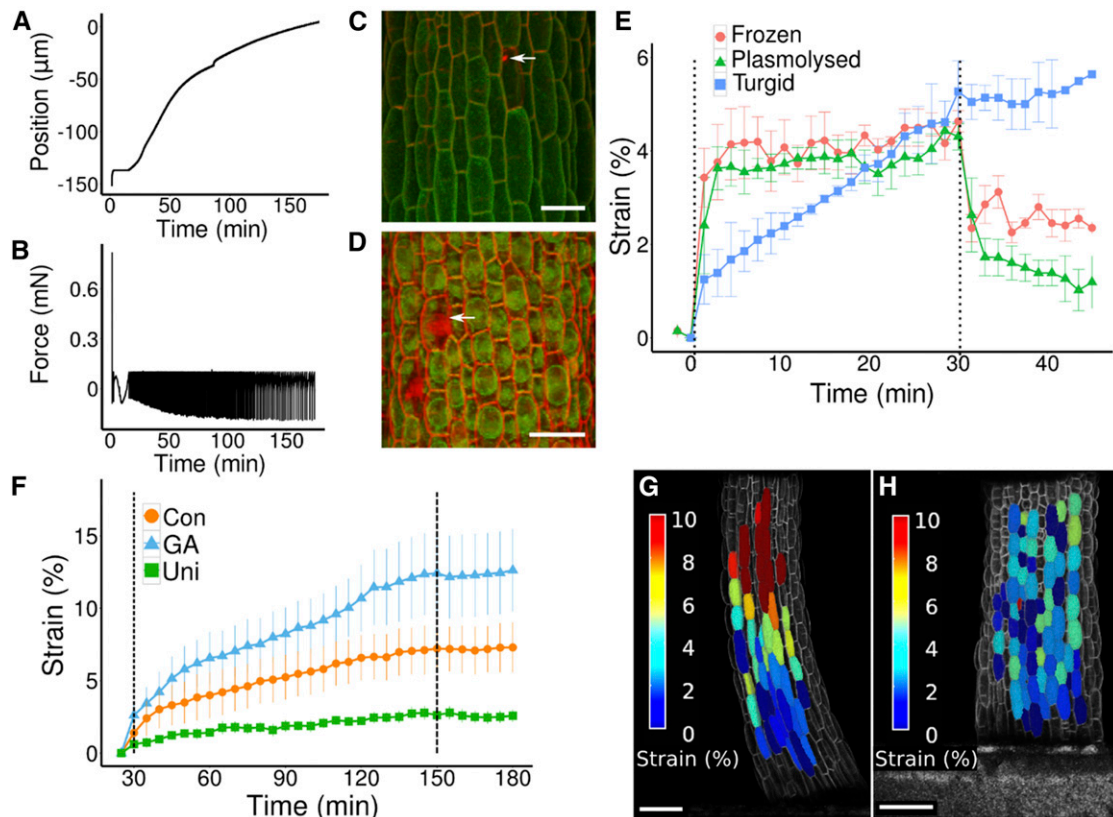 A
0
-50
-100
-150
Position (µm)
0 50 100 150
Time (min)
B
0.6
0.3
0
Force (mN)
0 50 100 150
Time (min)
C
D
E
Frozen
Plasmolysed
Turgid
6
4
2
0
Strain (%)
0 20 30 40
Time (min)
F
Con
GA
Uni
15
10
5
0
Strain (%)
30 60 90 120 150 180
Time (min)
G
10
8
6
4
2
0
Strain (%)
H
10
8
6
4
2
0
Strain (%)